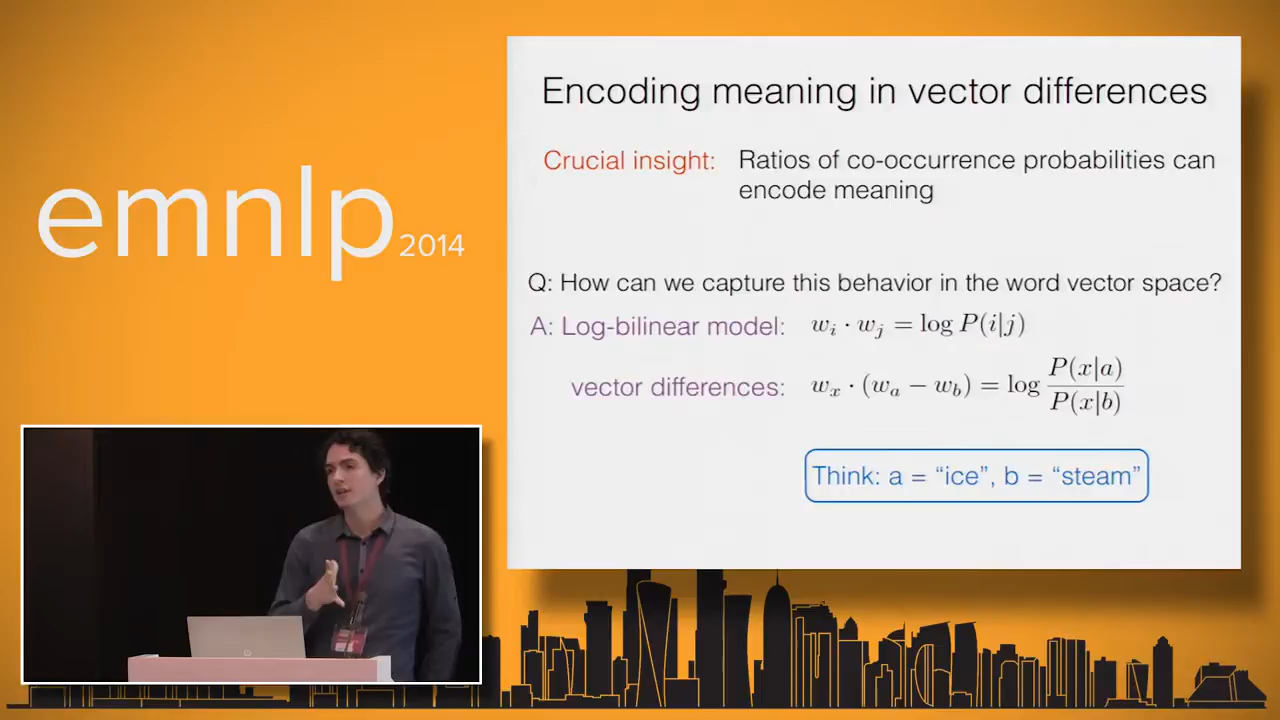 emnlp 2014
Encoding meaning in vector differences
Crucial insight: Ratios of co-occurrence probabilities can
encode meaning
Q: How can we capture this behavior in the word vector space?
A: Log-bilinear model: w_i · w_j = log P(i|j)
vector differences: w_x · (w_a − w_b) = log P(x|a) / P(x|b)
Think: a = “ice”, b = “steam”